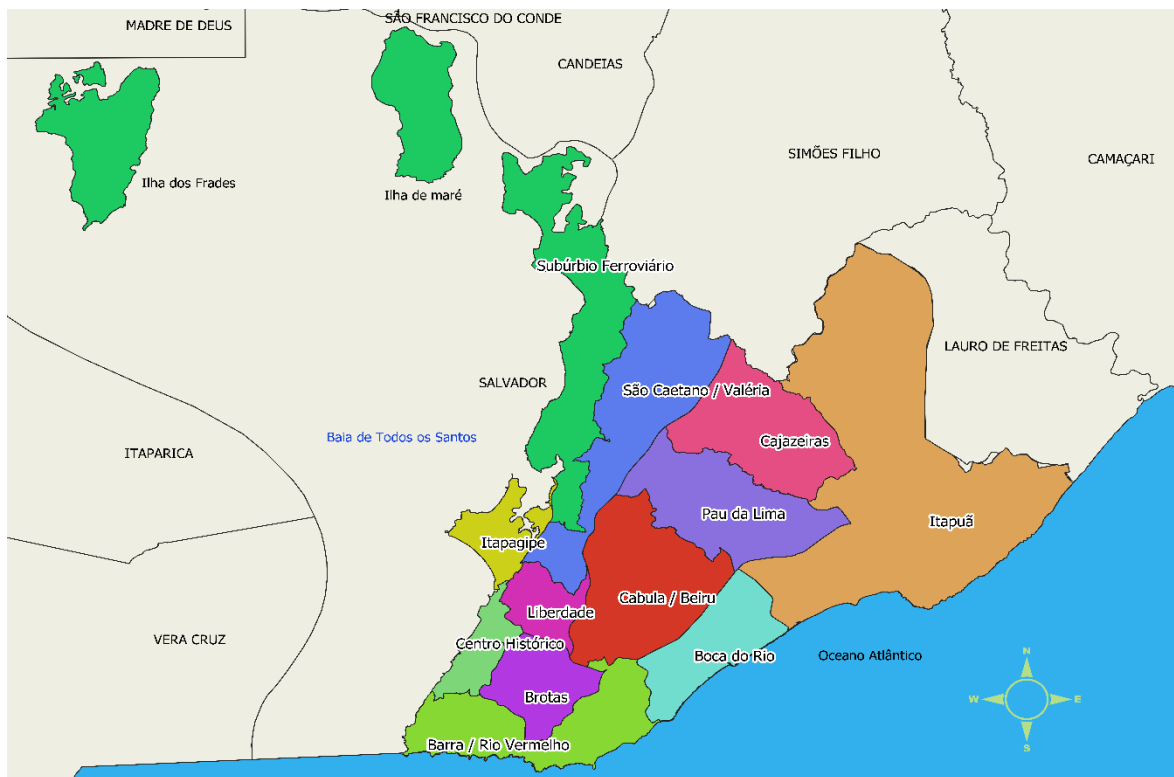 SÃO FRANCISCO DO CONDE
MADRE DE DEUS
CANDEIAS
SIMÕES FILHO
CAMAÇARI
Ilha dos Frades
Ilha de maré
Subúrbio Ferroviário
LAURO DE FREITAS
SALVADOR
São Caetano / Valéria
Baia de Todos os Santos
Cajazeiras
ITAPARICA
Pau da Lima
Itapuã
Itapagipe
Cabula / Beiru
Liberdade
VERA CRUZ
Centro Histórico
Boca do Rio
Oceano Atlântico
N
Brotas
W
E
Barra / Rio Vermelho
S